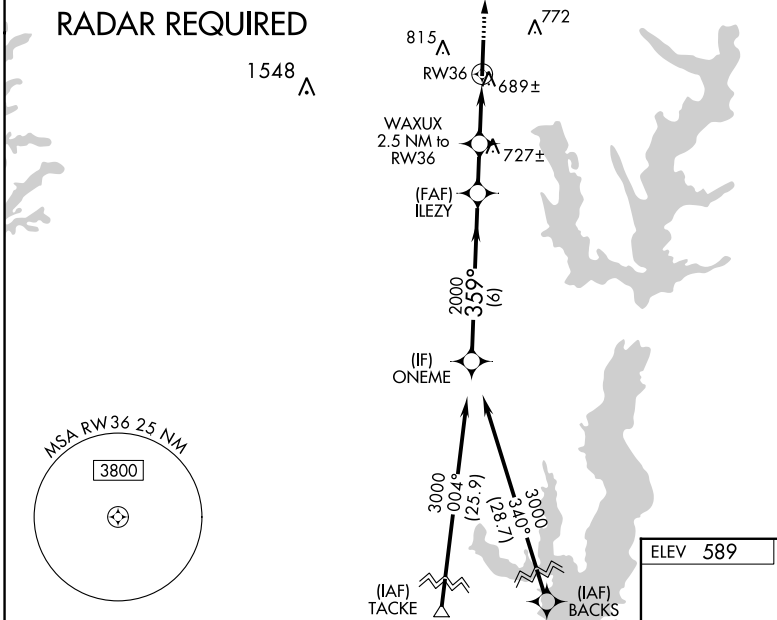 RADAR REQUIRED
772
815
1548
RW36
689±
WAXUX
2.5 NM to
RW36
727±
(FAF)
ILEZY
2000
359°
(6)
(IF)
ONEME
MSA RW36 25 NM
3800
3000
004°
(25.9)
3000
340°
(28.7)
ELEV 589
(IAF)
TACKE
(IAF)
BACKS